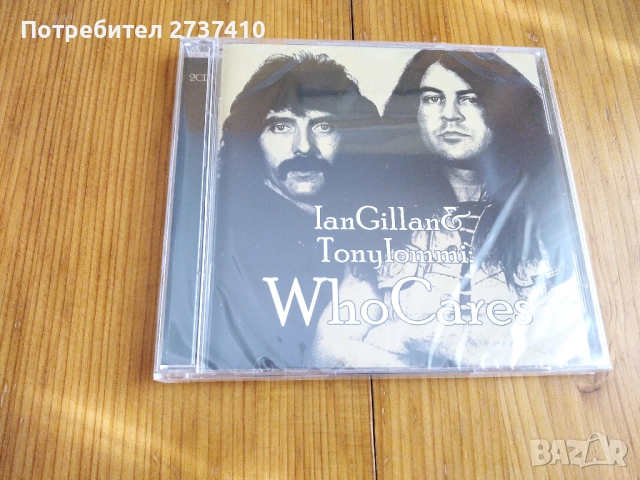 Потребител 2737410
2CD
IanGillan&
TonyIommi:
WhoCares
BAZAR